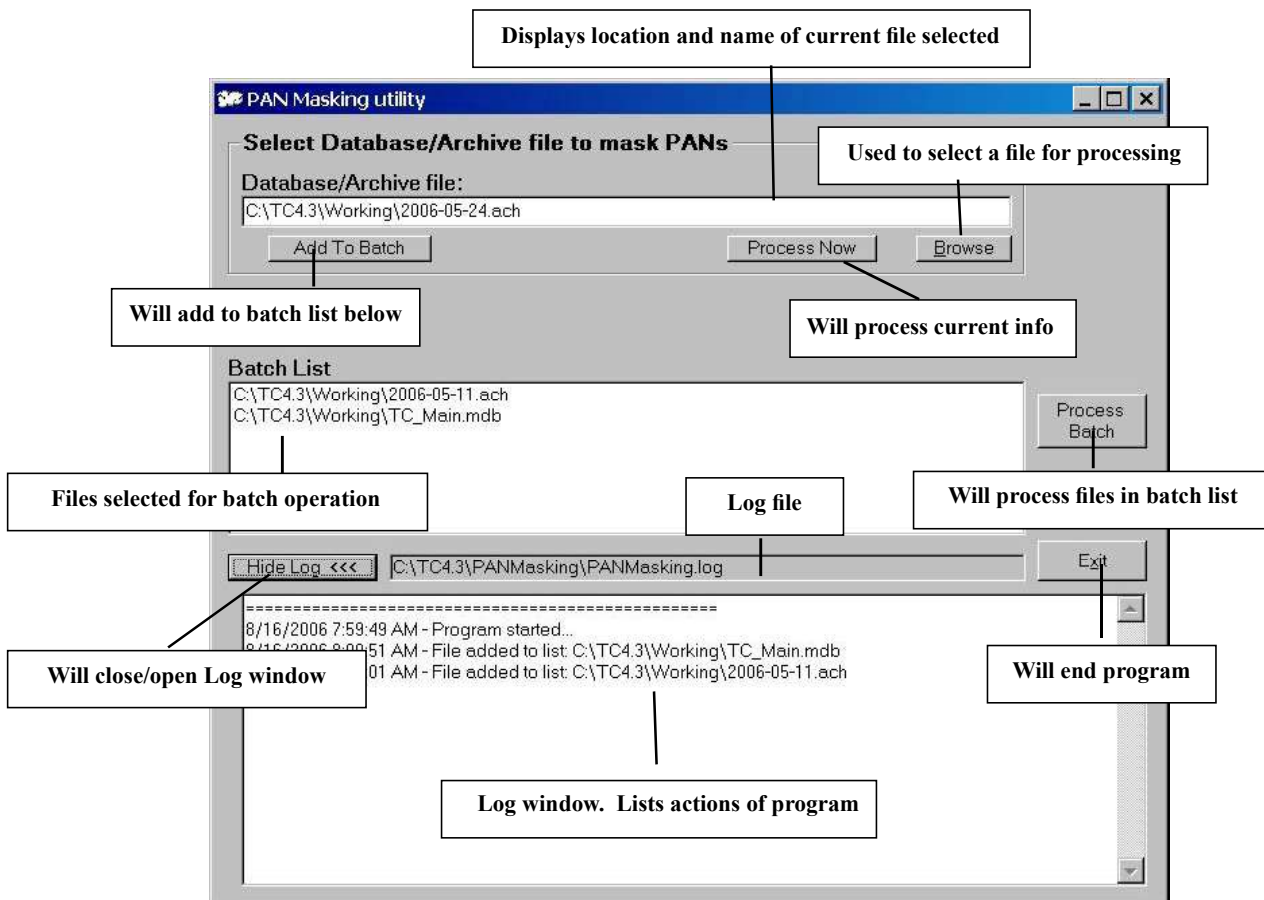 Displays location and name of current file selected
PAN Masking utility
Select Database/Archive file to mask PANs
Used to select a file for processing
Database/Archive file:
C:\TC4.3\Working\2006-05-24.ach
Add To Batch
Process Now
Browse
Will add to batch list below
Will process current info
Batch List
C:\TC4.3\Working\2006-05-11.ach
C:\TC4.3\Working\TC_Main.mdb
Process
Batch
Files selected for batch operation
Will process files in batch list
Log file
Hide Log <<<
C:\TC4.3\PANMasking\PANMasking.log
Exit
==================================================
8/16/2006 7:59:49 AM - Program started...
AM - File added to list: C:\TC4.3\Working\TC_Main.mdb
01 AM - File added to list: C:\TC4.3\Working\2006-05-11.ach
Will close/open Log window
Will end program
Log window. Lists actions of program